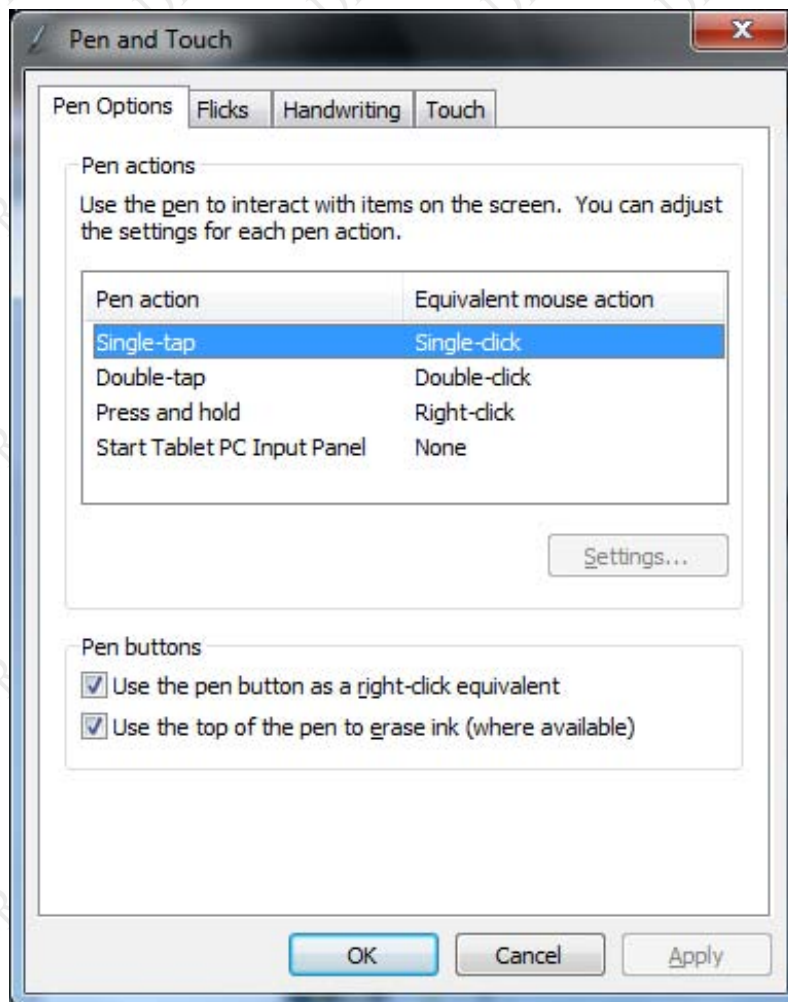 Pen and Touch
Pen Options Flicks Handwriting Touch
Pen actions
Use the pen to interact with items on the screen. You can adjust
the settings for each pen action.
Pen action Equivalent mouse action
Single-tap Single-click
Double-tap Double-click
Press and hold Right-click
Start Tablet PC Input Panel None
Settings...
Pen buttons
Use the pen button as a right-click equivalent
Use the top of the pen to erase ink (where available)
OK Cancel Apply